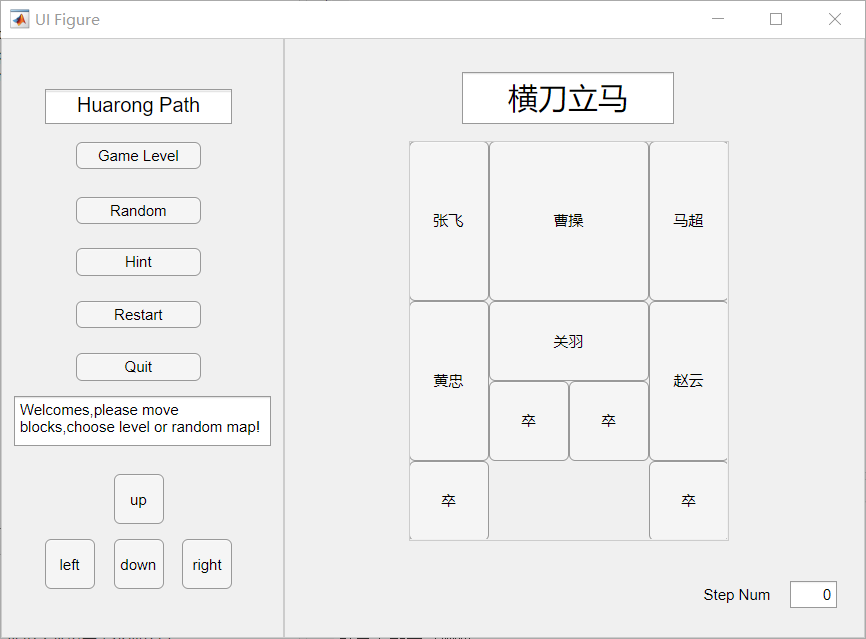 UI Figure
Huarong Path
Game Level
Random
Hint
Restart
Quit
Welcomes,please move
blocks,choose level or random map!
up
left down right
横刀立马
张飞 曹操 马超
关羽
黄忠 赵云
卒 卒
卒 卒
Step Num 0